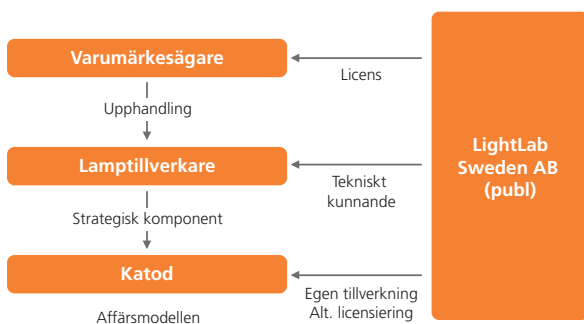 Varumärkesägare
Licens
Upphandling
LightLab
Sweden AB
(publ)
Lamptillverkare
Tekniskt
kunnande
Strategisk komponent
Katod
Egen tillverkning
Alt. licensiering
Affärsmodellen